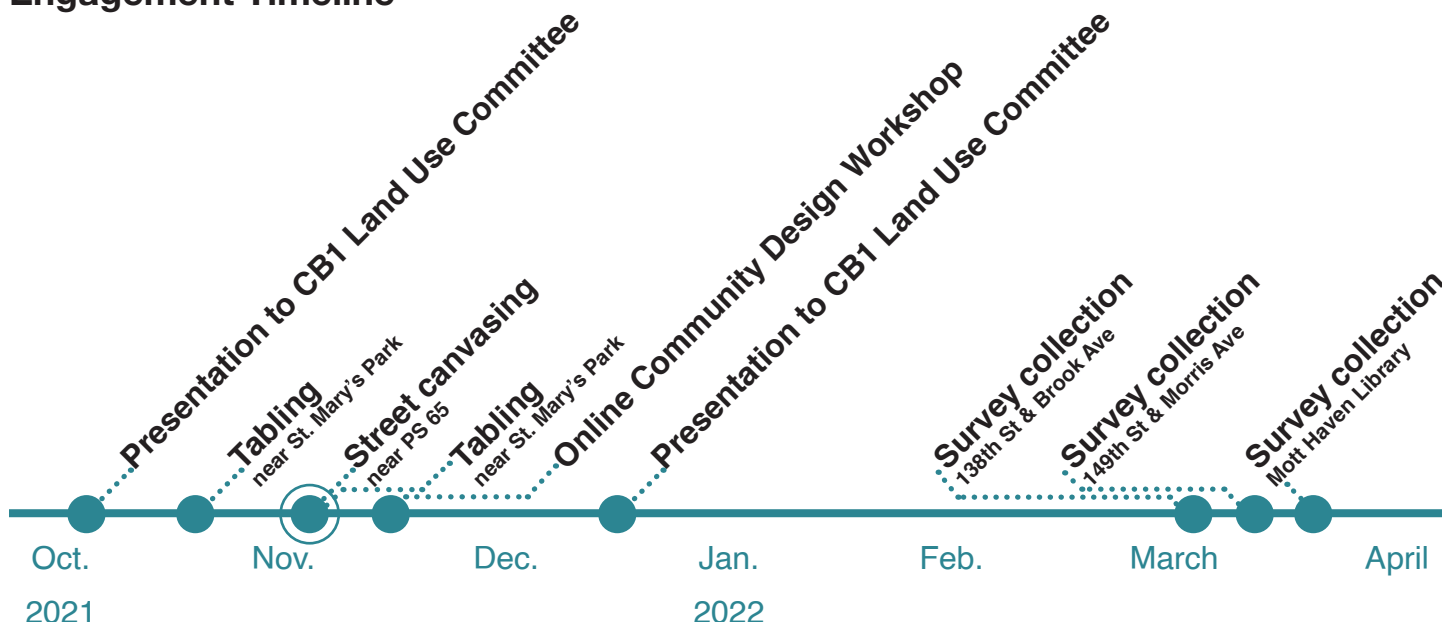 Engagement Timeline
Presentation to CB1 Land Use Committee
Tabling
near St. Mary's Park
Street canvasing
near PS 65
Tabling
near St. Mary's Park
Online Community Design Workshop
Presentation to CB1 Land Use Committee
Survey collection
138th St & Brook Ave
Survey collection
149th St & Morris Ave
Survey collection
Mott Haven Library
Oct. Nov. Dec. Jan. Feb. March April
2021 2022